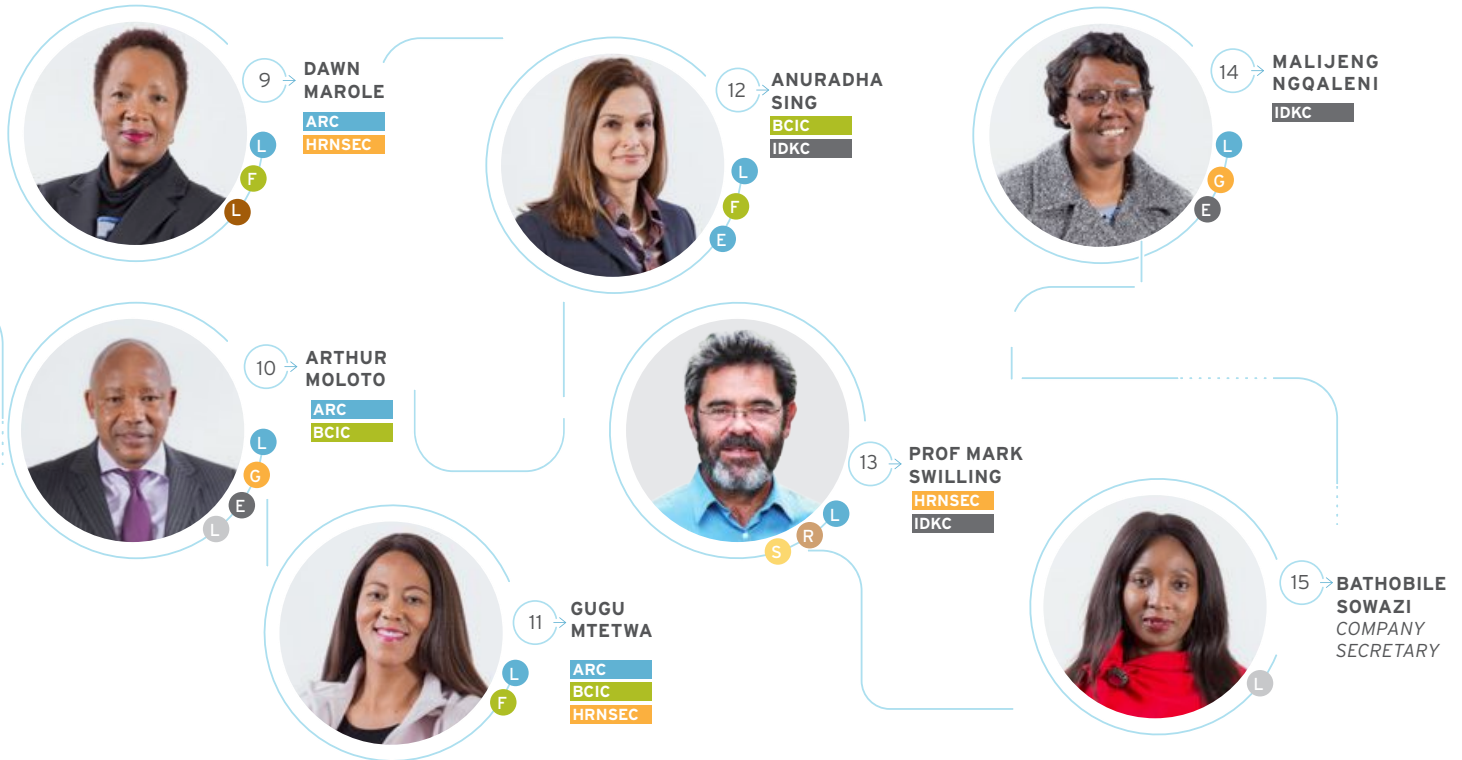 9
DAWN
MAROLE
ARC
HRNSEC
L
F
L
10
ARTHUR
MOLOTO
ARC
BCIC
L
G
E
L
11
GUGU
MTETWA
ARC
BCIC
HRNSEC
L
F
12
ANURADHA
SING
BCIC
IDKC
L
F
E
13
PROF MARK
SWILLING
HRNSEC
IDKC
L
R
S
14
MALIJENG
NGQALENI
IDKC
L
G
E
15
BATHOBILE
SOWAZI
COMPANY
SECRETARY
L